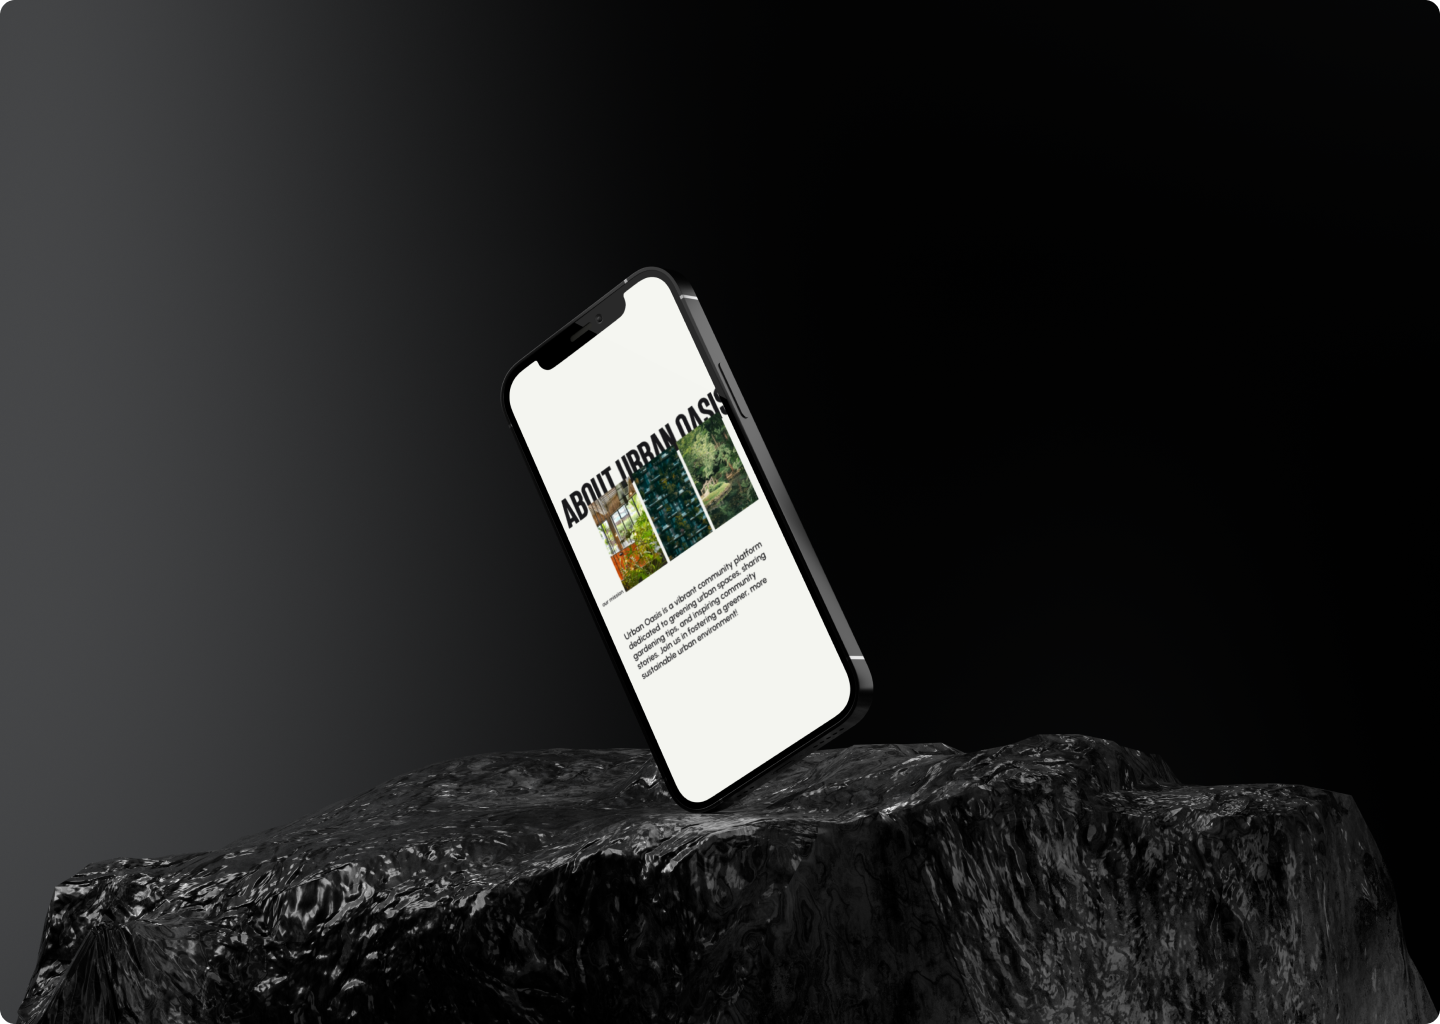 ABOUT URBAN OASIS
our mission
Urban Oasis is a vibrant community platform
dedicated to greening urban spaces, sharing
gardening tips, and inspiring community
stories. Join us in fostering a greener, more
sustainable urban environment!